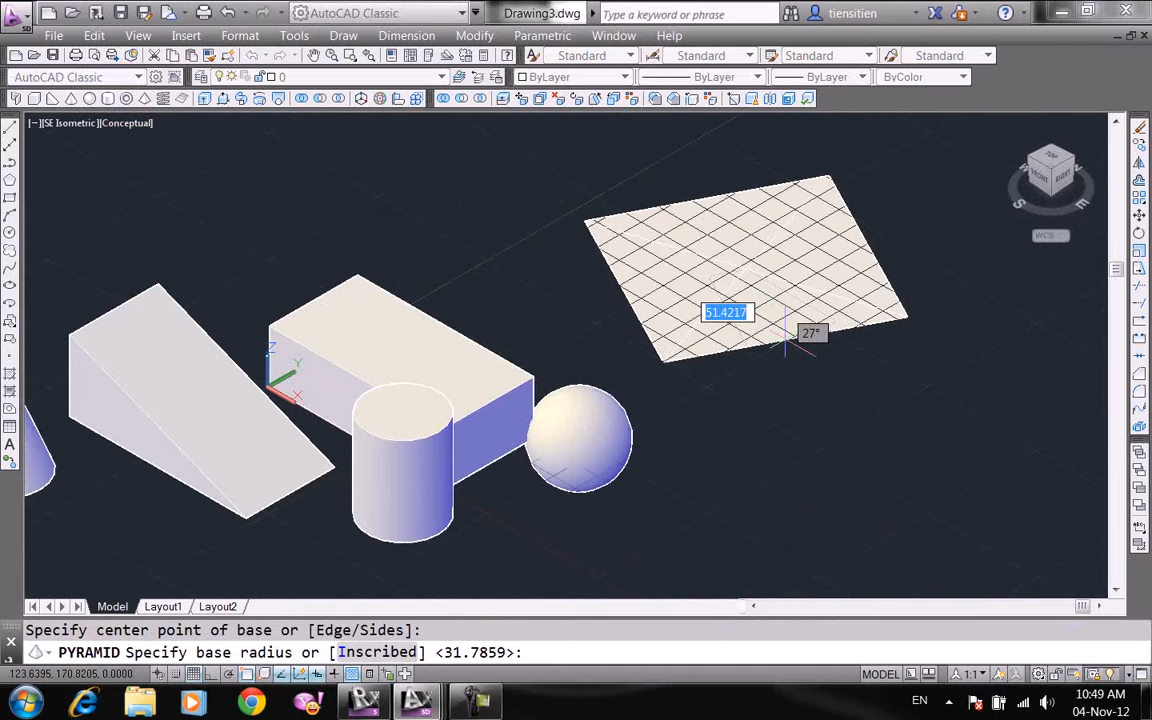 AutoCAD Classic
Drawing3.dwg
Type a keyword or phrase
tiensitien
File Edit View Insert Format Tools Draw Dimension Modify Parametric Window Help
Standard Standard Standard Standard
AutoCAD Classic 0 ByLayer ByLayer ByLayer ByColor
[−][SE Isometric][Conceptual]
TOP
FRONT RIGHT
S E
WCS
51.4217
27°
Z
Y
X
Model Layout1 Layout2
Specify center point of base or [Edge/Sides]:
PYRAMID Specify base radius or [Inscribed] <31.7859>:
123.6395, 170.8205, 0.0000
MODEL 1:1
EN
10:49 AM
04-Nov-12